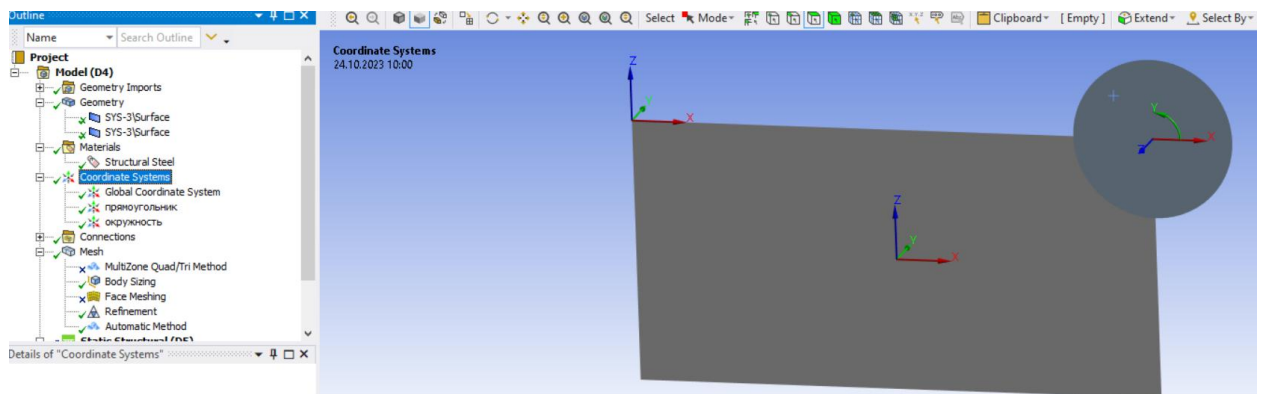 Outline
Select Mode Clipboard [ Empty ] Extend Select By
Name Search Outline
Project
Model (D4)
Geometry Imports
Geometry
SYS-3\Surface
SYS-3\Surface
Materials
Structural Steel
Coordinate Systems
Global Coordinate System
прямоугольник
окружность
Connections
Mesh
MultiZone Quad/Tri Method
Body Sizing
Face Meshing
Refinement
Automatic Method
Static Structural (D5)
Details of "Coordinate Systems"
Coordinate Systems
24.10.2023 10:00
Z
Y
X
Y
X
Z
Z
Y
X